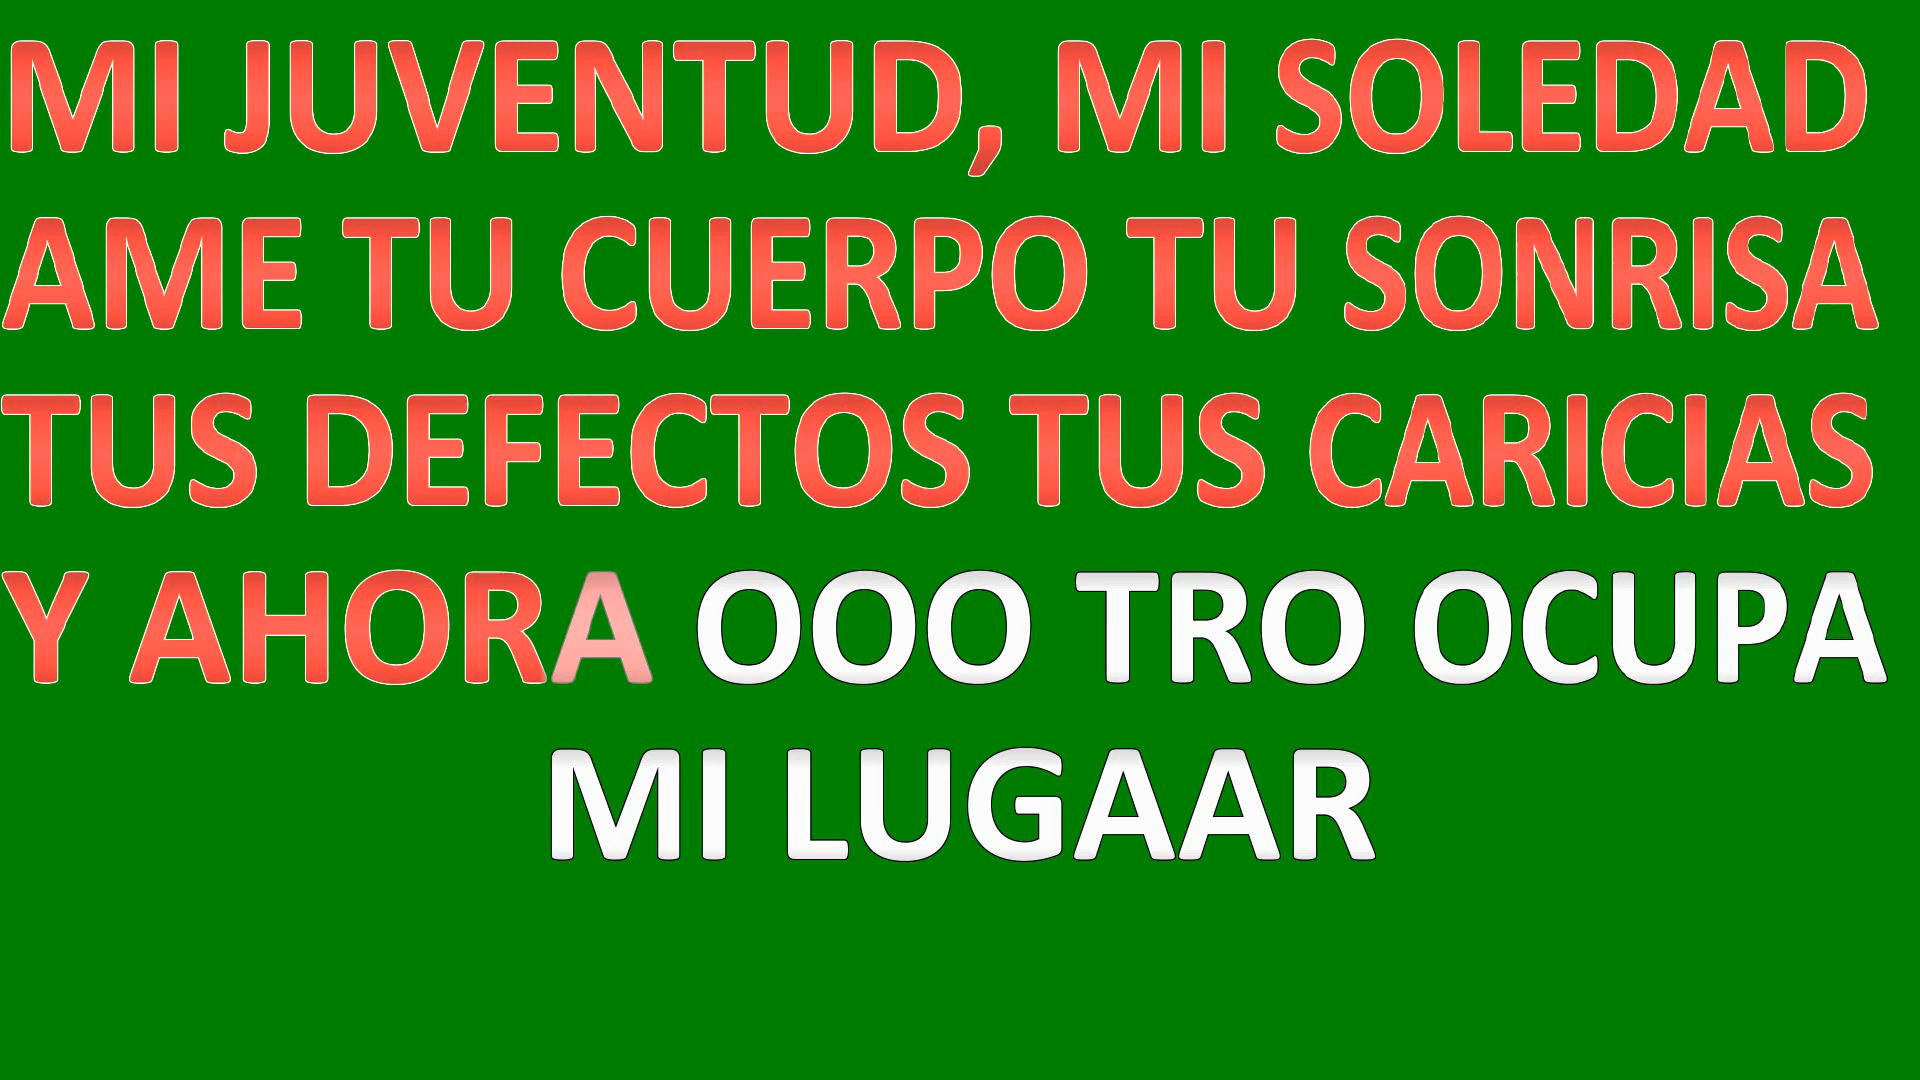 MI JUVENTUD, MI SOLEDAD
AME TU CUERPO TU SONRISA
TUS DEFECTOS TUS CARICIAS
Y AHORA OOO TRO OCUPA
MI LUGAAR